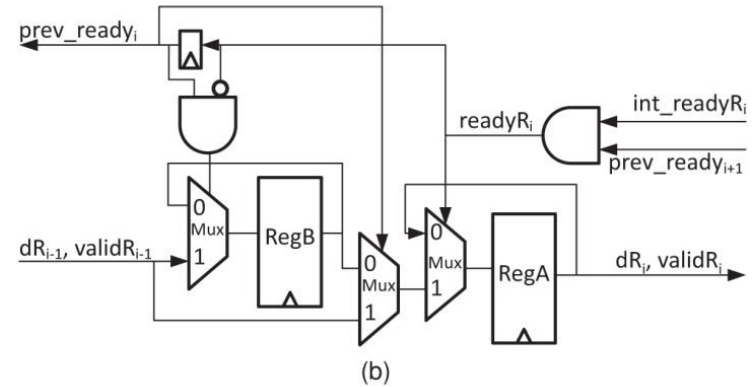 prev_readyᵢ
int_readyRᵢ
readyRᵢ
prev_readyᵢ₊₁
0
Mux
1
RegB
0
Mux
1
0
Mux
1
RegA
dRᵢ₋₁, validRᵢ₋₁
dRᵢ, validRᵢ
(b)